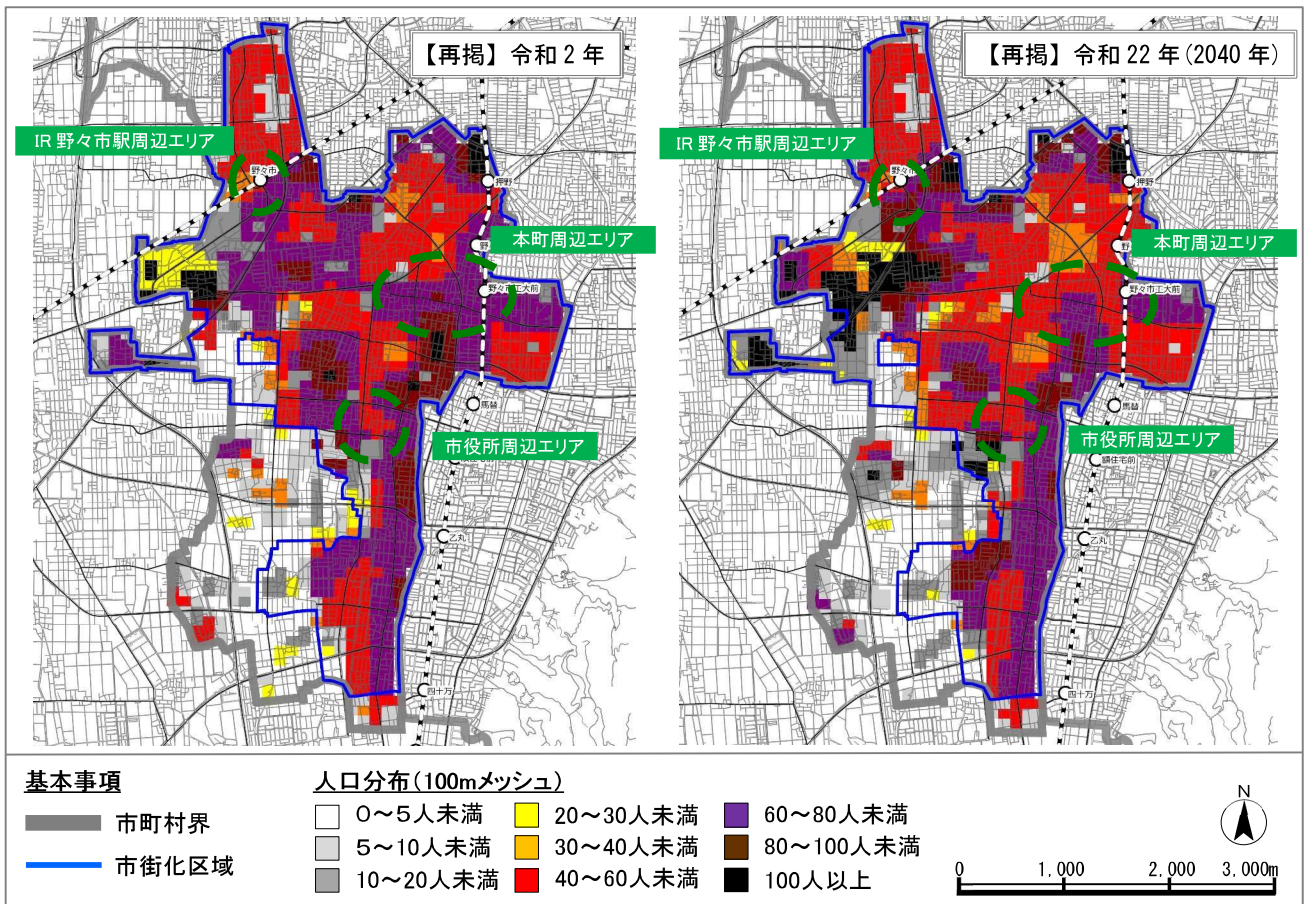 【再掲】令和2年
IR野々市駅周辺エリア
野々市
押野
野
本町周辺エリア
野々市工大前
馬替
市役所周辺エリア
乙丸
四十万
【再掲】令和22年(2040年)
IR野々市駅周辺エリア
野々市
押野
野
本町周辺エリア
野々市工大前
馬替
市役所周辺エリア
額住宅前
乙丸
四十万
基本事項
市町村界
市街化区域
人口分布(100mメッシュ)
0~5人未満
5~10人未満
10~20人未満
20~30人未満
30~40人未満
40~60人未満
60~80人未満
80~100人未満
100人以上
N
0 1,000 2,000 3,000m